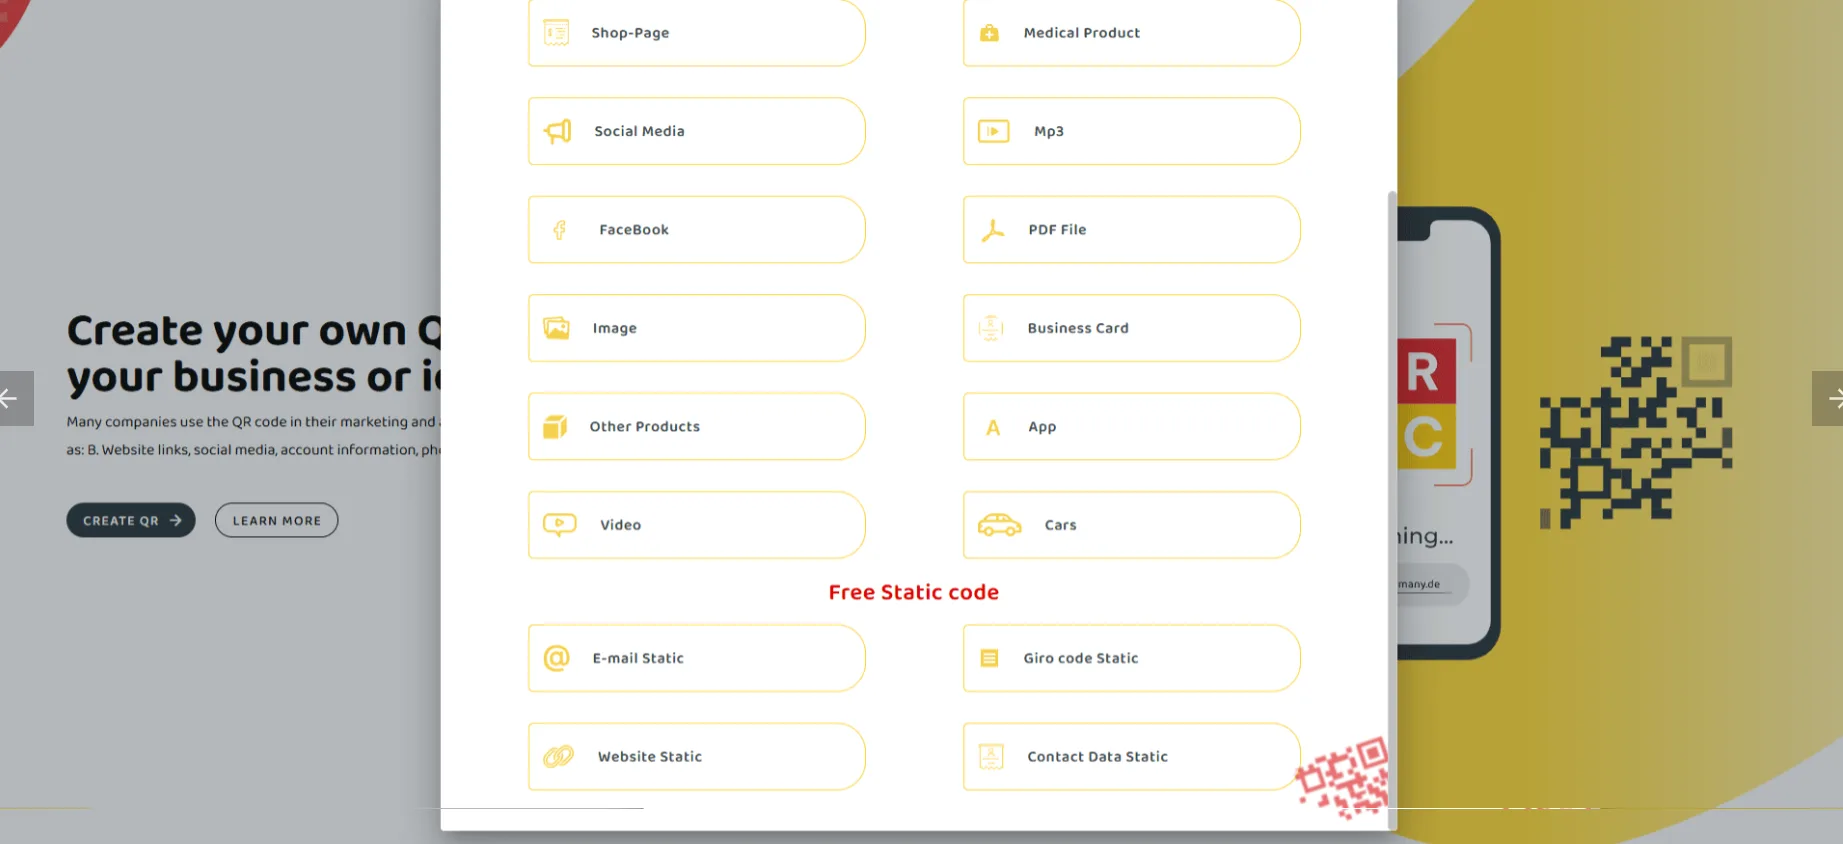 Shop-Page
Medical Product
Social Media
Mp3
FaceBook
PDF File
Image
Business Card
Other Products
A
App
Video
Cars
Free Static code
@
E-mail Static
Giro code Static
Website Static
Contact Data Static
Create your own
your business or
Many companies use the QR code in their marketing and
as: B. Website links, social media, account information,
CREATE QR
LEARN MORE
R
C
ning...
many.de